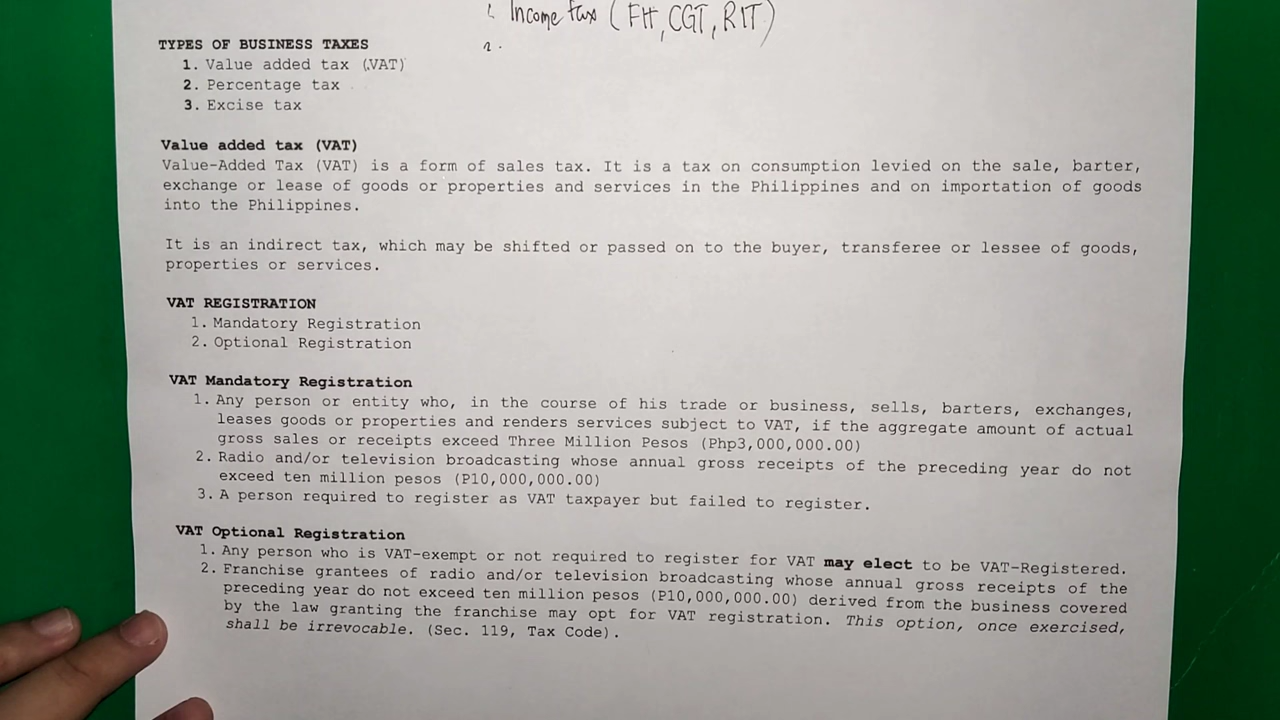 1. Income tax (FIT, CGT, RIT)
2.
TYPES OF BUSINESS TAXES
1. Value added tax (VAT)
2. Percentage tax
3. Excise tax
Value added tax (VAT)
Value-Added Tax (VAT) is a form of sales tax. It is a tax on consumption levied on the sale, barter,
exchange or lease of goods or properties and services in the Philippines and on importation of goods
into the Philippines.
It is an indirect tax, which may be shifted or passed on to the buyer, transferee or lessee of goods,
properties or services.
VAT REGISTRATION
1. Mandatory Registration
2. Optional Registration
VAT Mandatory Registration
1. Any person or entity who, in the course of his trade or business, sells, barters, exchanges,
leases goods or properties and renders services subject to VAT, if the aggregate amount of actual
gross sales or receipts exceed Three Million Pesos (Php3,000,000.00)
2. Radio and/or television broadcasting whose annual gross receipts of the preceding year do not
exceed ten million pesos (P10,000,000.00)
3. A person required to register as VAT taxpayer but failed to register.
VAT Optional Registration
1. Any person who is VAT-exempt or not required to register for VAT may elect to be VAT-Registered.
2. Franchise grantees of radio and/or television broadcasting whose annual gross receipts of the
preceding year do not exceed ten million pesos (P10,000,000.00) derived from the business covered
by the law granting the franchise may opt for VAT registration. This option, once exercised,
shall be irrevocable. (Sec. 119, Tax Code).